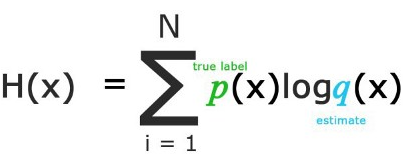 N
true label
H(x) = ∑ p(x)logq(x)
estimate
i = 1